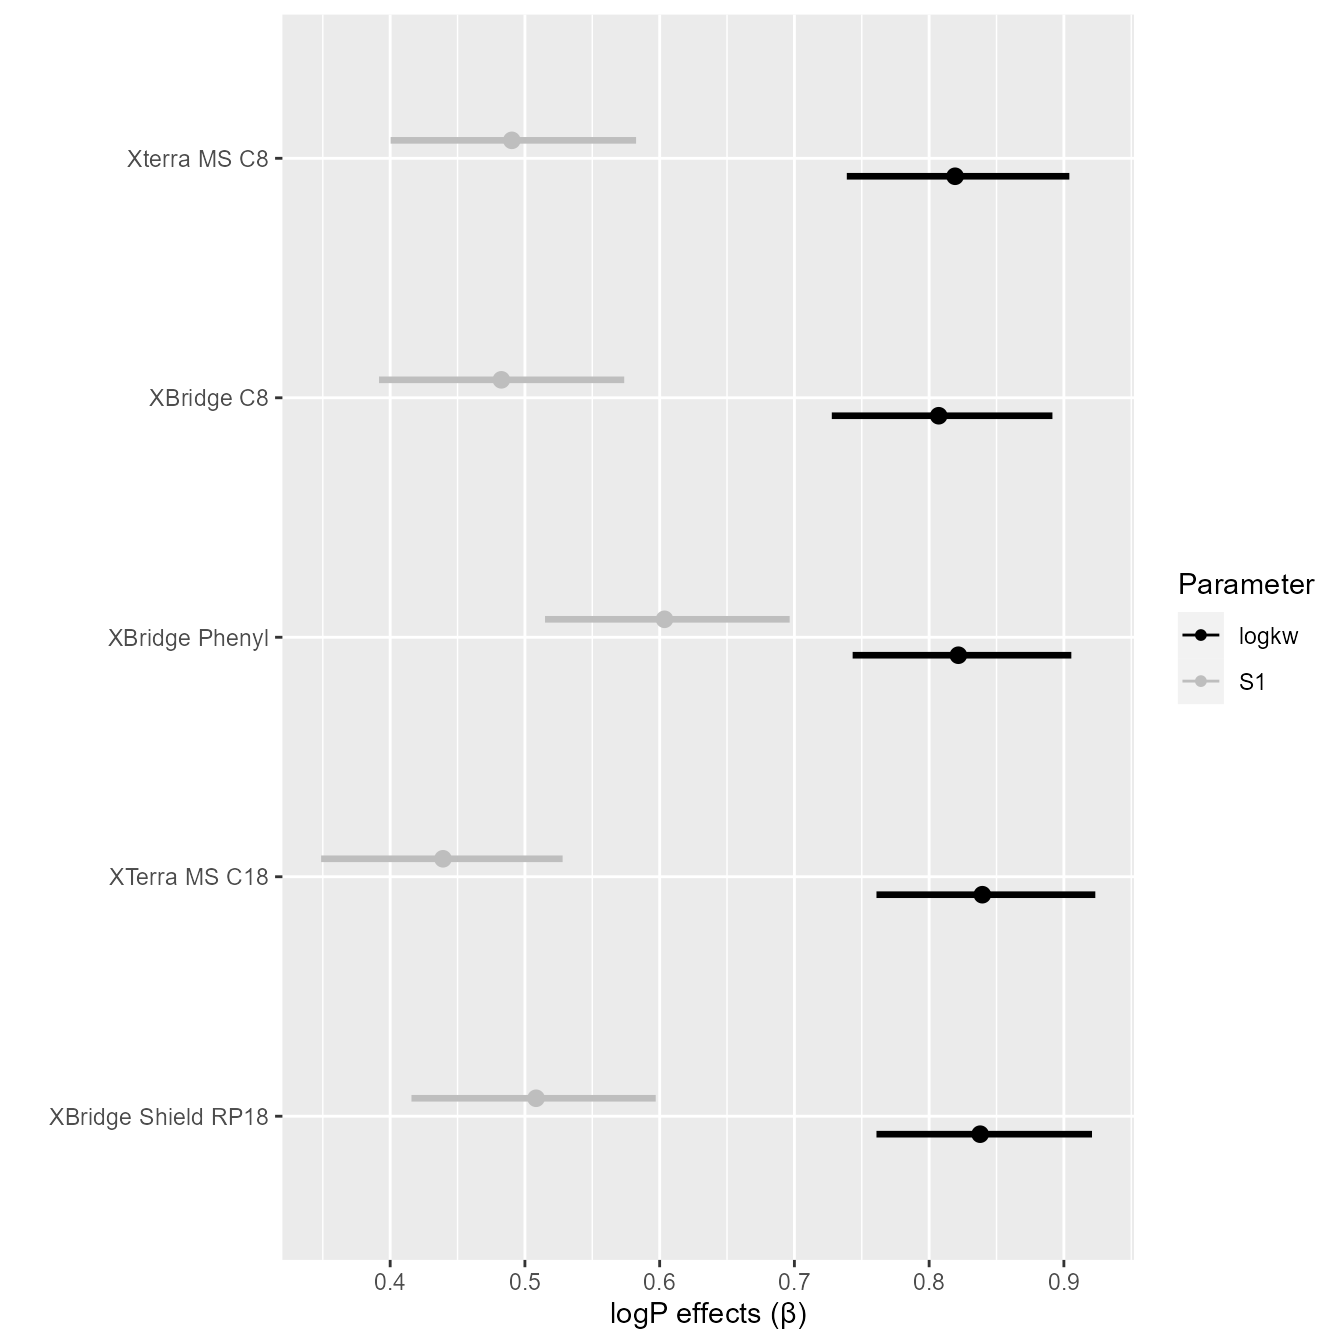 Xterra MS C8
XBridge C8
XBridge Phenyl
XTerra MS C18
XBridge Shield RP18
0.4 0.5 0.6 0.7 0.8 0.9
logP effects (β)
Parameter
logkw
S1